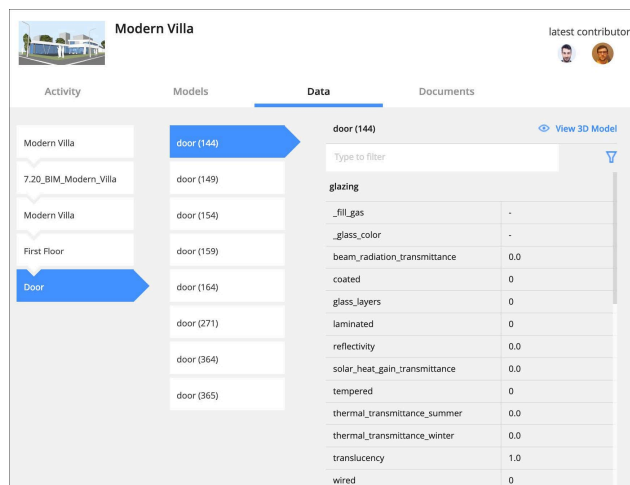 Modern Villa
latest contributor
Activity
Models
Data
Documents
Modern Villa
7.20_BIM_Modern_Villa
Modern Villa
First Floor
Door
door (144)
door (149)
door (154)
door (159)
door (164)
door (271)
door (364)
door (365)
door (144)
View 3D Model
Type to filter
glazing
_fill_gas -
_glass_color -
beam_radiation_transmittance 0.0
coated 0
glass_layers 0
laminated 0
reflectivity 0.0
solar_heat_gain_transmittance 0.0
tempered 0
thermal_transmittance_summer 0.0
thermal_transmittance_winter 0.0
translucency 1.0
wired 0